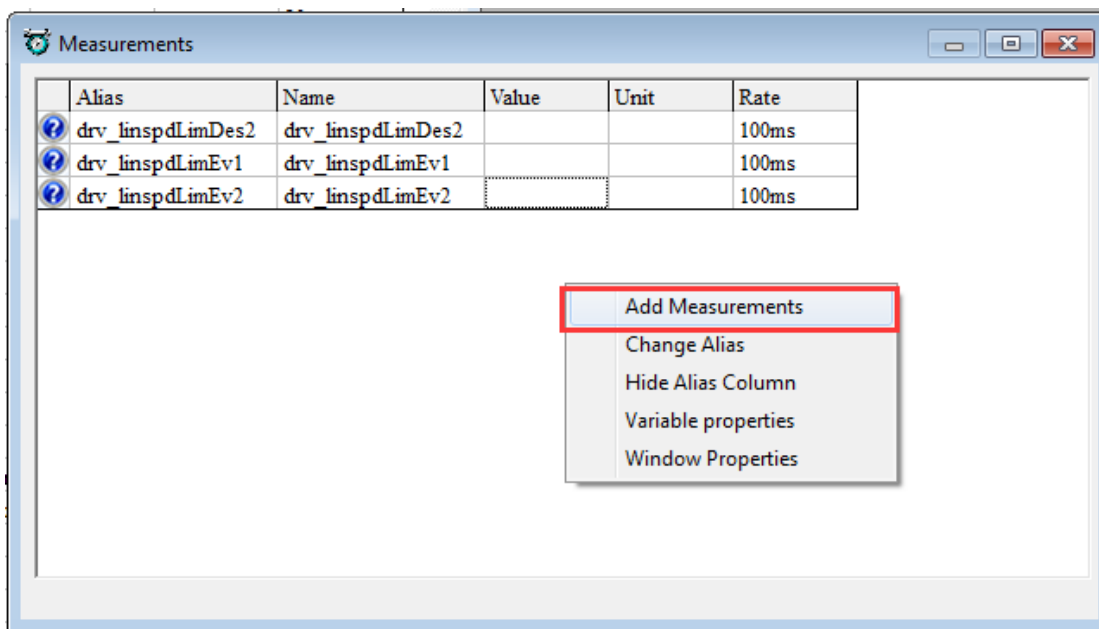 Measurements
Alias Name Value Unit Rate
drv_linspdLimDes2 drv_linspdLimDes2 100ms
drv_linspdLimEv1 drv_linspdLimEv1 100ms
drv_linspdLimEv2 drv_linspdLimEv2 100ms
Add Measurements
Change Alias
Hide Alias Column
Variable properties
Window Properties